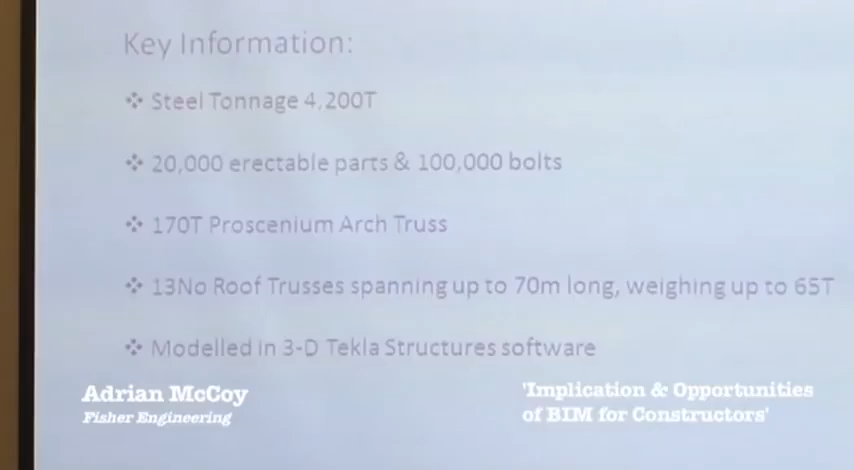 Key Information:
❖ Steel Tonnage 4,200T
❖ 20,000 erectable parts & 100,000 bolts
❖ 170T Proscenium Arch Truss
❖ 13No Roof Trusses spanning up to 70m long, weighing up to 65T
❖ Modelled in 3-D Tekla Structures software
Adrian McCoy
Fisher Engineering
'Implication & Opportunities
of BIM for Constructors'